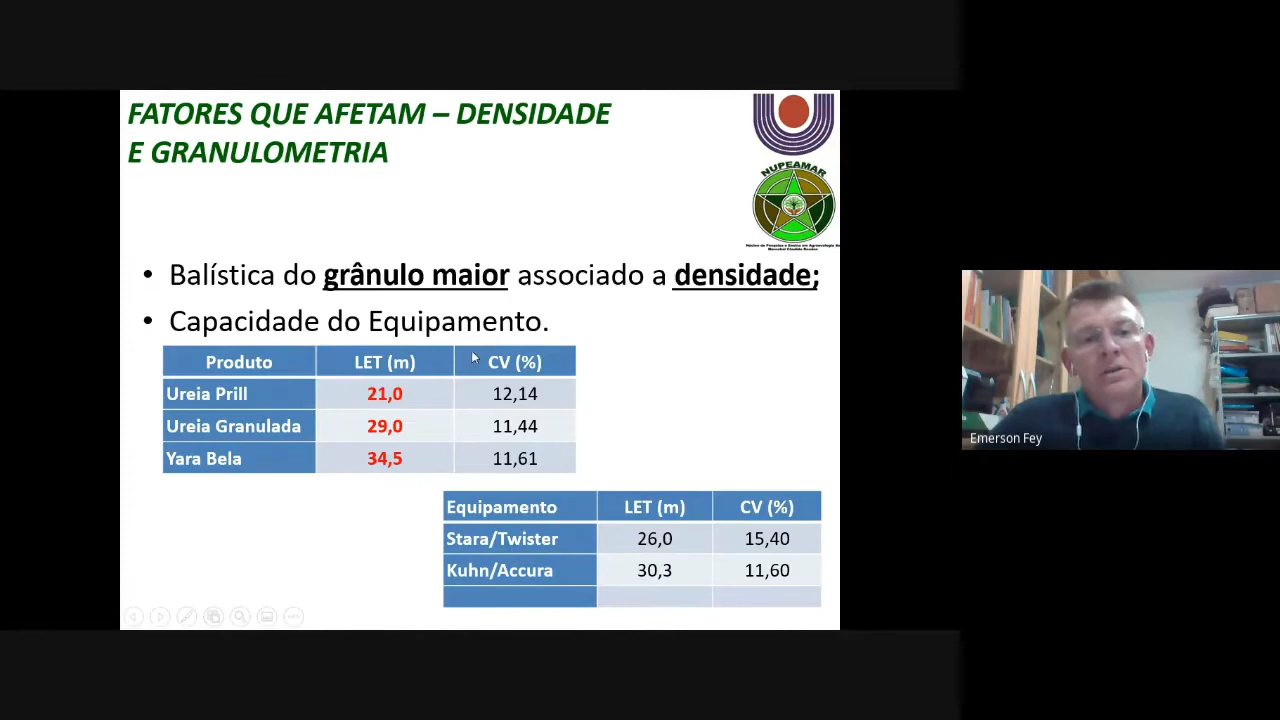 FATORES QUE AFETAM – DENSIDADE
E GRANULOMETRIA
NUPEAMAR
• Balística do grânulo maior associado a densidade;
• Capacidade do Equipamento.
Produto LET (m) CV (%)
Ureia Prill 21,0 12,14
Ureia Granulada 29,0 11,44
Yara Bela 34,5 11,61
Equipamento LET (m) CV (%)
Stara/Twister 26,0 15,40
Kuhn/Accura 30,3 11,60
Emerson Fey